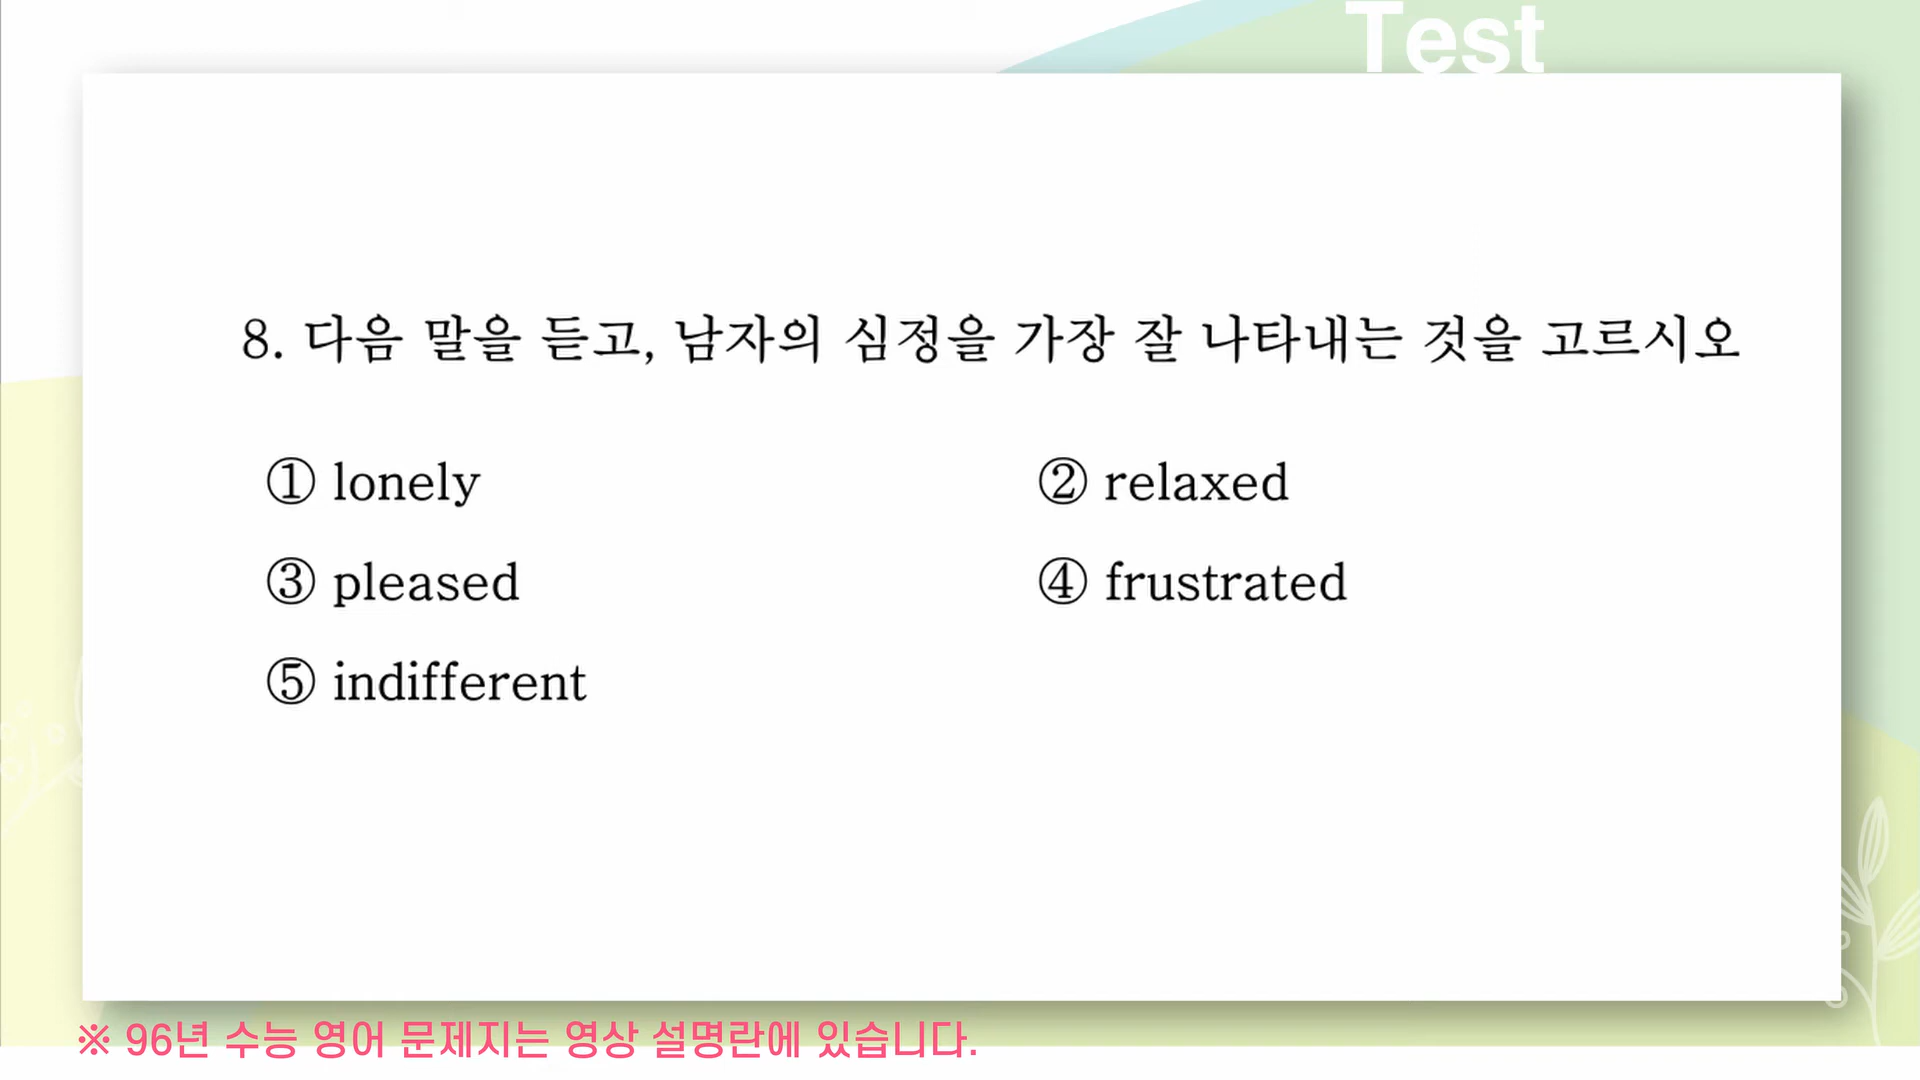 Test
8. 다음 말을 듣고, 남자의 심정을 가장 잘 나타내는 것을 고르시오
① lonely
② relaxed
③ pleased
④ frustrated
⑤ indifferent
※ 96년 수능 영어 문제지는 영상 설명란에 있습니다.